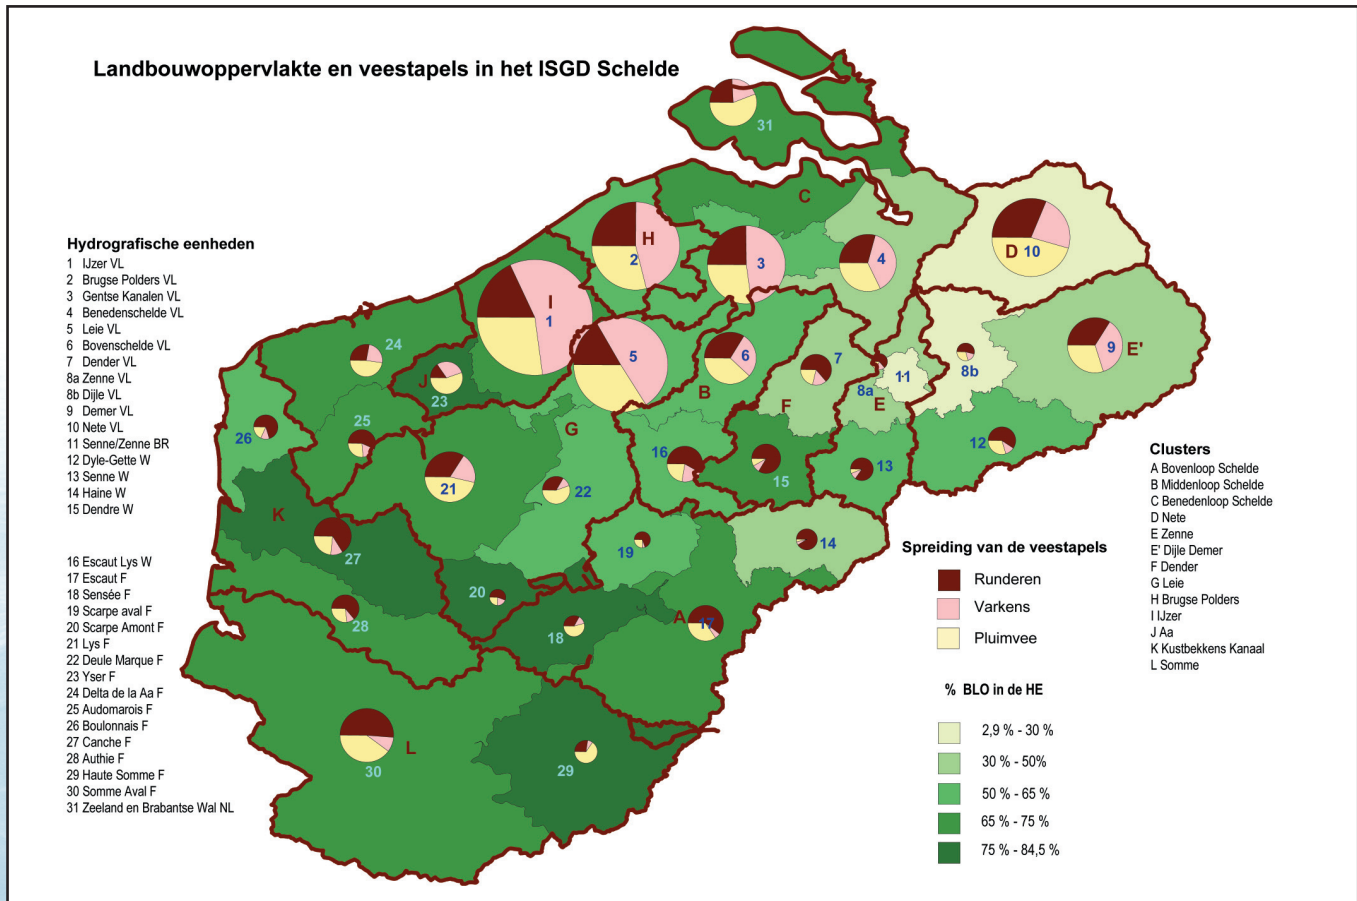 Landbouwoppervlakte en veestapels in het ISGD Schelde
Hydrografische eenheden
1 IJzer VL
2 Brugse Polders VL
3 Gentse Kanalen VL
4 Benedenschelde VL
5 Leie VL
6 Bovenschelde VL
7 Dender VL
8a Zenne VL
8b Dijle VL
9 Demer VL
10 Nete VL
11 Senne/Zenne BR
12 Dyle-Gette W
13 Senne W
14 Haine W
15 Dendre W
16 Escaut Lys W
17 Escaut F
18 Sensée F
19 Scarpe aval F
20 Scarpe Amont F
21 Lys F
22 Deule Marque F
23 Yser F
24 Delta de la Aa F
25 Audomarois F
26 Boulonnais F
27 Canche F
28 Authie F
29 Haute Somme F
30 Somme Aval F
31 Zeeland en Brabantse Wal NL
31
C
H
2
3
4
D 10
I
1
24
5
6
7
8a
11
8b
9
E'
J
23
B
F
E
26
25
G
21
22
16
15
13
12
K
27
19
14
20
28
18
A
17
L
30
29
Spreiding van de veestapels
Runderen
Varkens
Pluimvee
% BLO in de HE
2,9 % - 30 %
30 % - 50%
50 % - 65 %
65 % - 75 %
75 % - 84,5 %
Clusters
A Bovenloop Schelde
B Middenloop Schelde
C Benedenloop Schelde
D Nete
E Zenne
E' Dijle Demer
F Dender
G Leie
H Brugse Polders
I IJzer
J Aa
K Kustbekkens Kanaal
L Somme